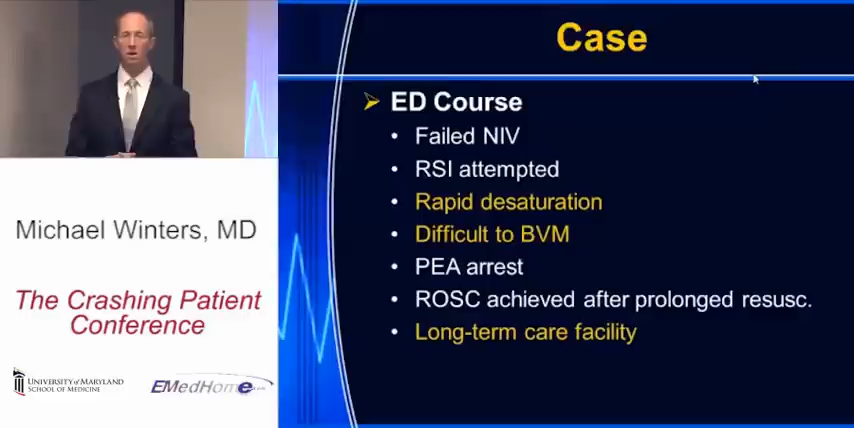 Case
ED Course
Failed NIV
RSI attempted
Rapid desaturation
Difficult to BVM
PEA arrest
ROSC achieved after prolonged resusc.
Long-term care facility
Michael Winters, MD
The Crashing Patient
Conference
UNIVERSITY of MARYLAND
SCHOOL OF MEDICINE
EMedHome.com